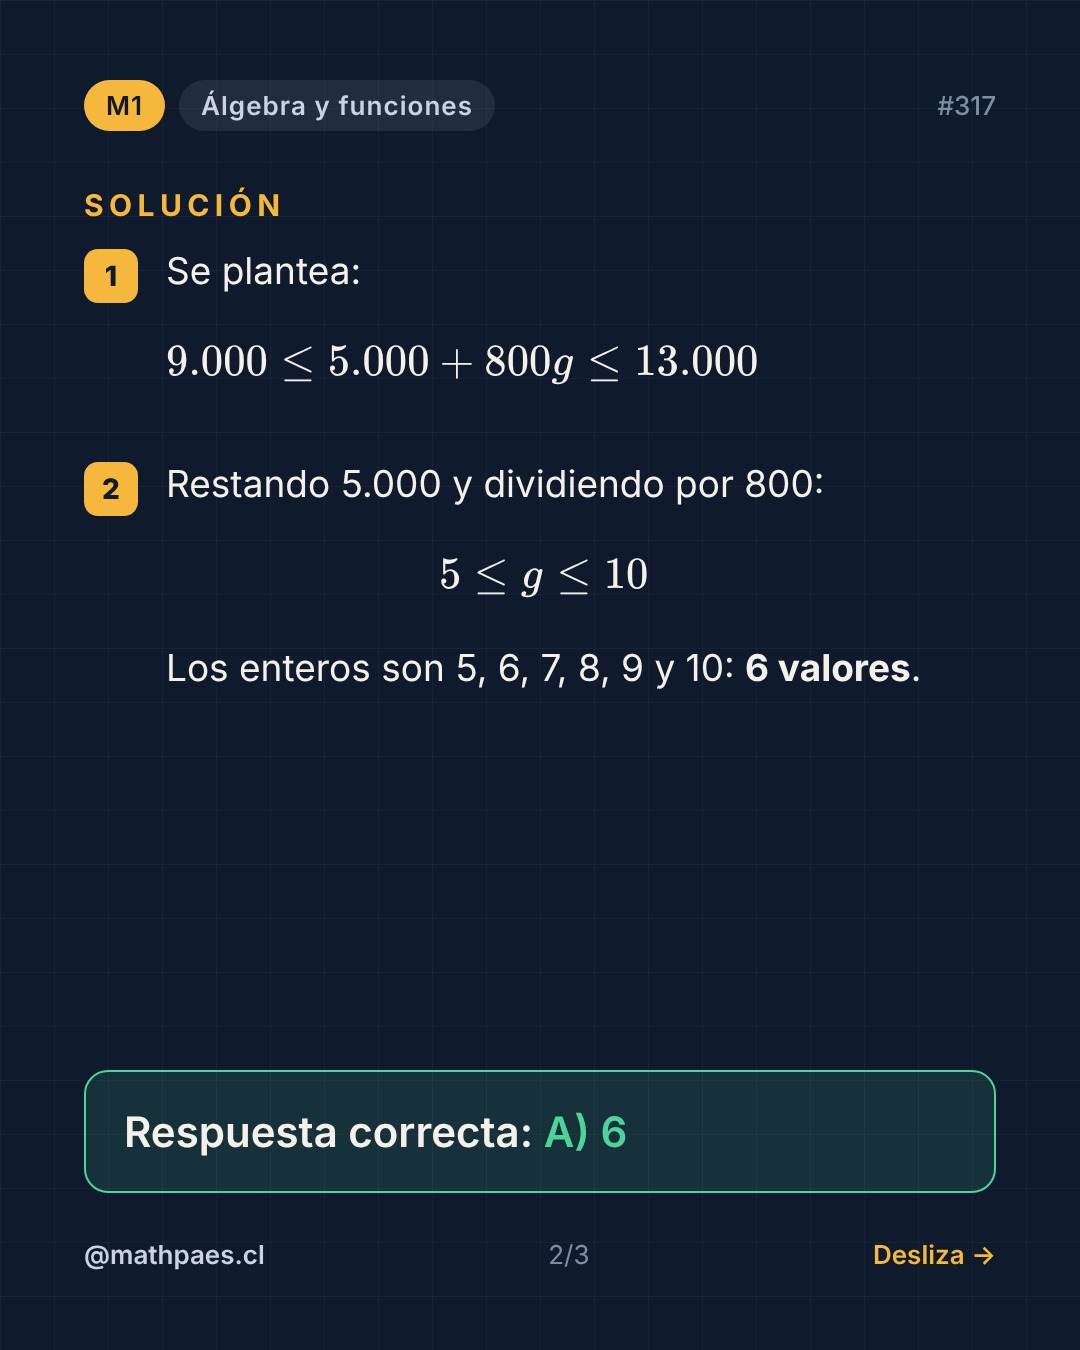 M1 Álgebra y funciones #317
SOLUCIÓN
1 Se plantea:
9.000 ≤ 5.000 + 800g ≤ 13.000
2 Restando 5.000 y dividiendo por 800:
5 ≤ g ≤ 10
Los enteros son 5, 6, 7, 8, 9 y 10: 6 valores.
Respuesta correcta: A) 6
@mathpaes.cl 2/3 Desliza →